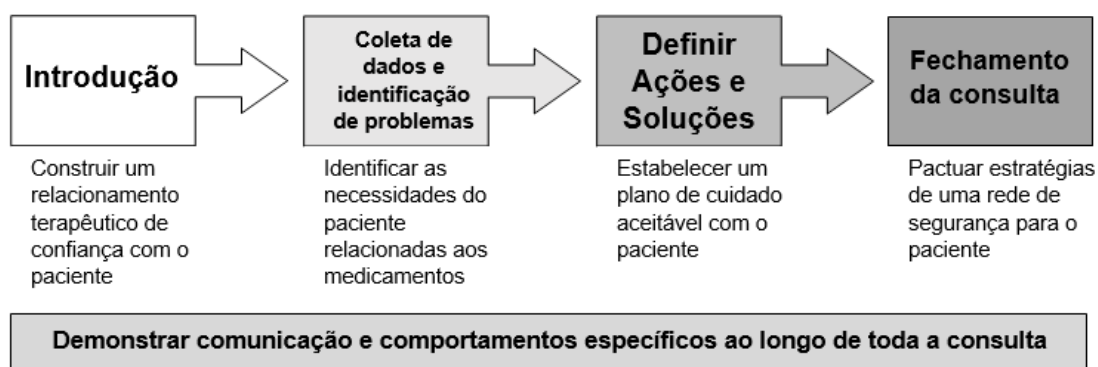 Introdução
Coleta de
dados e
identificação
de problemas
Definir
Ações e
Soluções
Fechamento
da consulta
Construir um
relacionamento
terapêutico de
confiança com o
paciente
Identificar as
necessidades do
paciente
relacionadas aos
medicamentos
Estabelecer um
plano de cuidado
aceitável com o
paciente
Pactuar estratégias
de uma rede de
segurança para o
paciente
Demonstrar comunicação e comportamentos específicos ao longo de toda a consulta